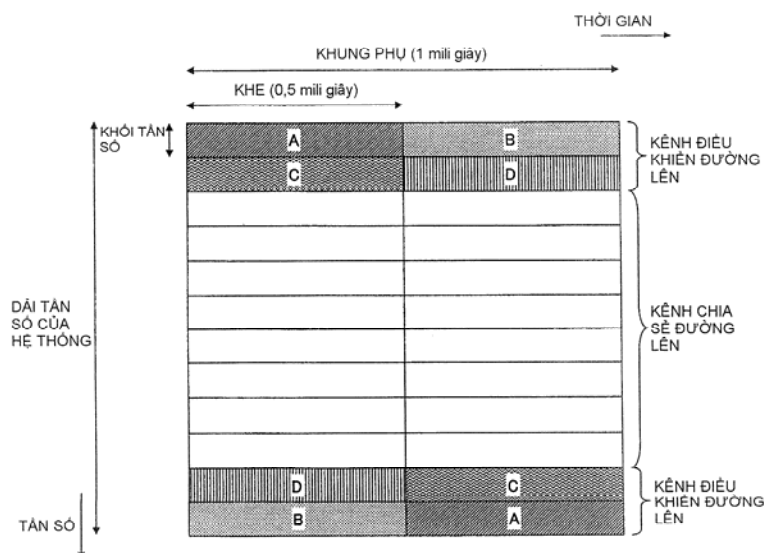 THỜI GIAN
KHUNG PHỤ (1 mili giây)
KHE (0,5 mili giây)
KHỐI TẦN
SỐ
A
B
C
D
KÊNH ĐIỀU
KHIỂN ĐƯỜNG
LÊN
DẢI TẦN
SỐ CỦA
HỆ THỐNG
KÊNH CHIA
SẺ ĐƯỜNG
LÊN
D
C
B
A
KÊNH ĐIỀU
KHIỂN ĐƯỜNG
LÊN
TẦN SỐ